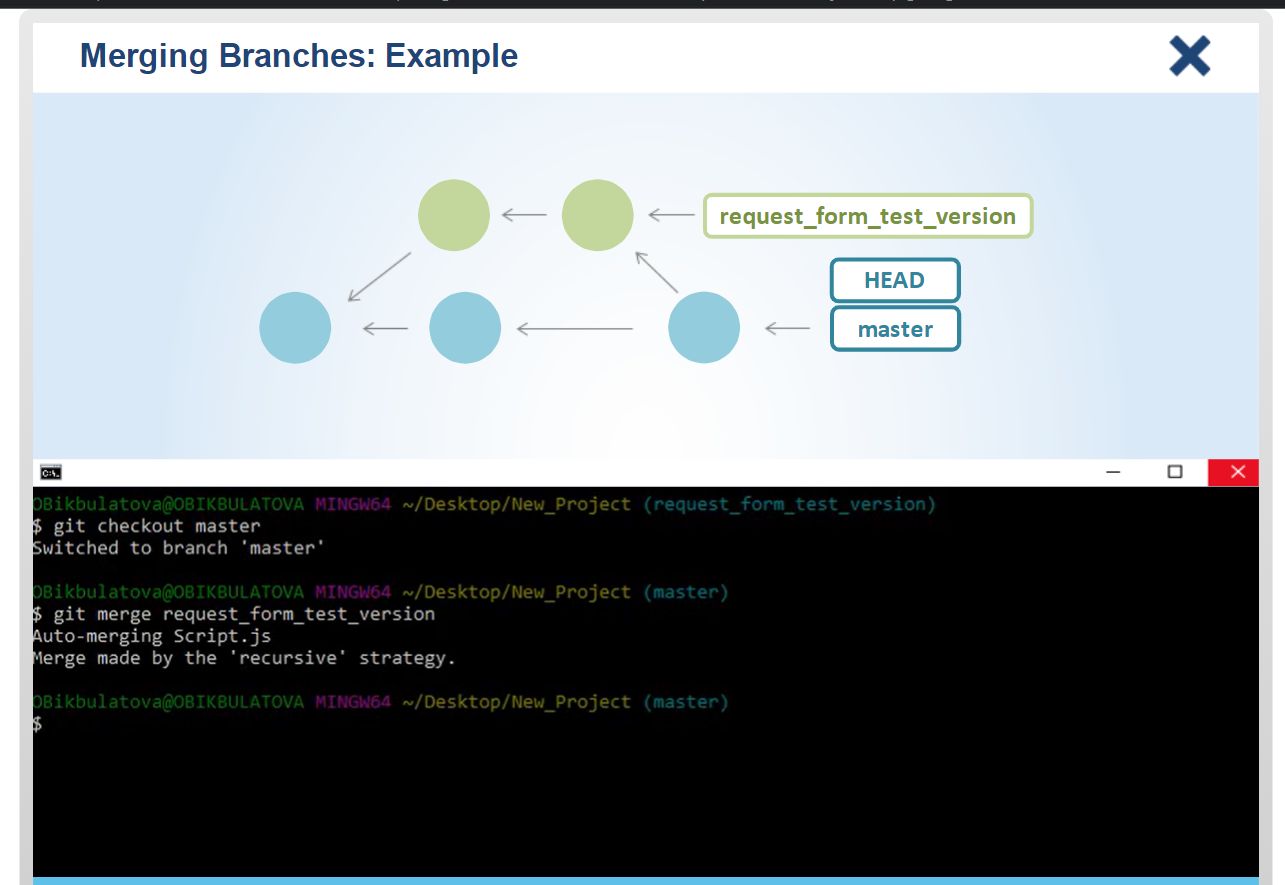 Merging Branches: Example
request_form_test_version
HEAD
master
C:\.
OBikbulatova@OBIKBULATOVA MINGW64 ~/Desktop/New_Project (request_form_test_version)
$ git checkout master
Switched to branch 'master'
OBikbulatova@OBIKBULATOVA MINGW64 ~/Desktop/New_Project (master)
$ git merge request_form_test_version
Auto-merging Script.js
Merge made by the 'recursive' strategy.
OBikbulatova@OBIKBULATOVA MINGW64 ~/Desktop/New_Project (master)
$